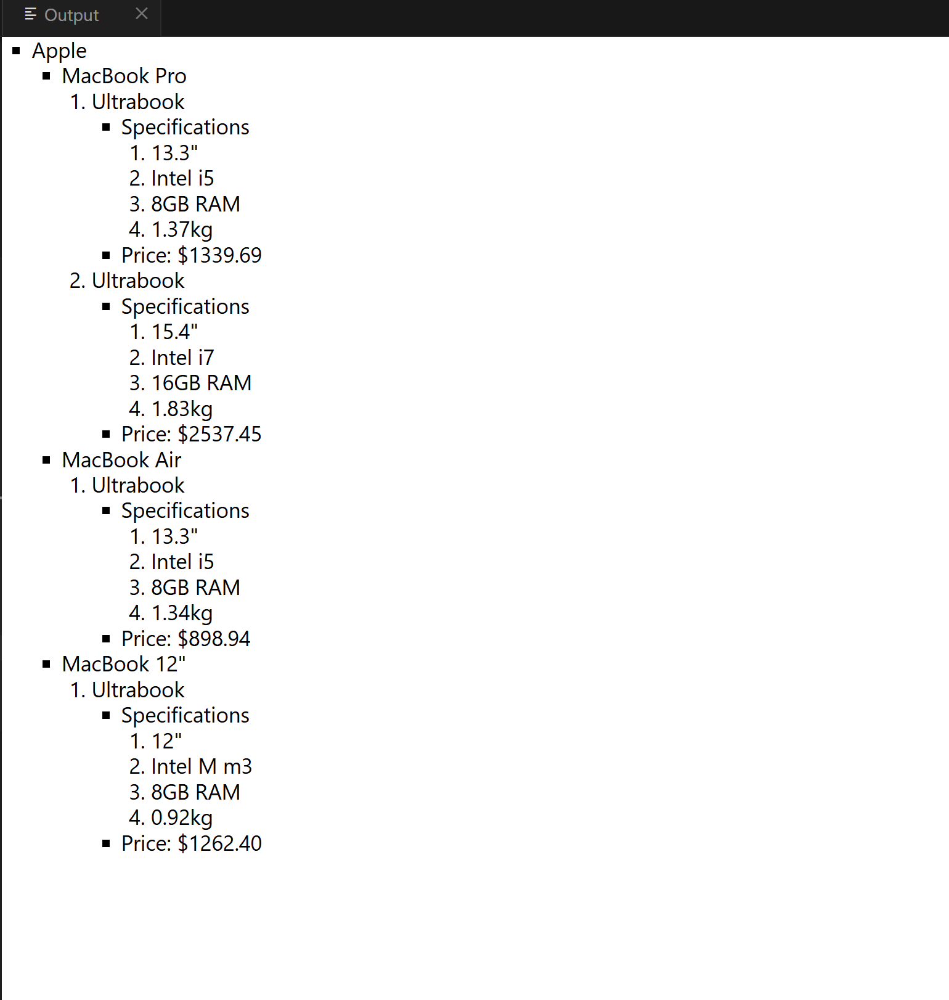 Output
Apple
MacBook Pro
1. Ultrabook
Specifications
1. 13.3"
2. Intel i5
3. 8GB RAM
4. 1.37kg
Price: $1339.69
2. Ultrabook
Specifications
1. 15.4"
2. Intel i7
3. 16GB RAM
4. 1.83kg
Price: $2537.45
MacBook Air
1. Ultrabook
Specifications
1. 13.3"
2. Intel i5
3. 8GB RAM
4. 1.34kg
Price: $898.94
MacBook 12"
1. Ultrabook
Specifications
1. 12"
2. Intel M m3
3. 8GB RAM
4. 0.92kg
Price: $1262.40